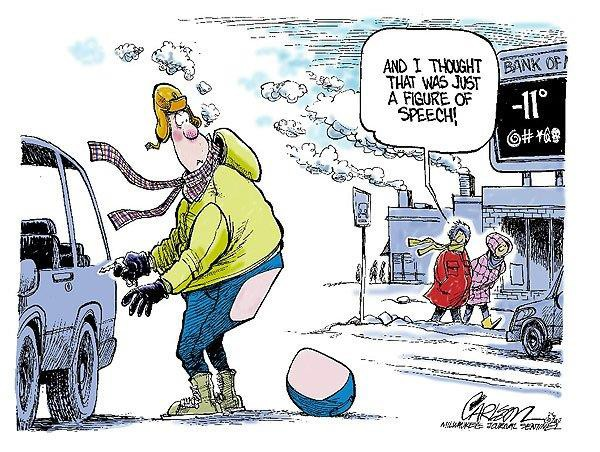 AND I THOUGHT
THAT WAS JUST
A FIGURE OF
SPEECH!
BANK OF
-11°
@#*&
CARLSON
MILWAUKEE JOURNAL SENTINEL